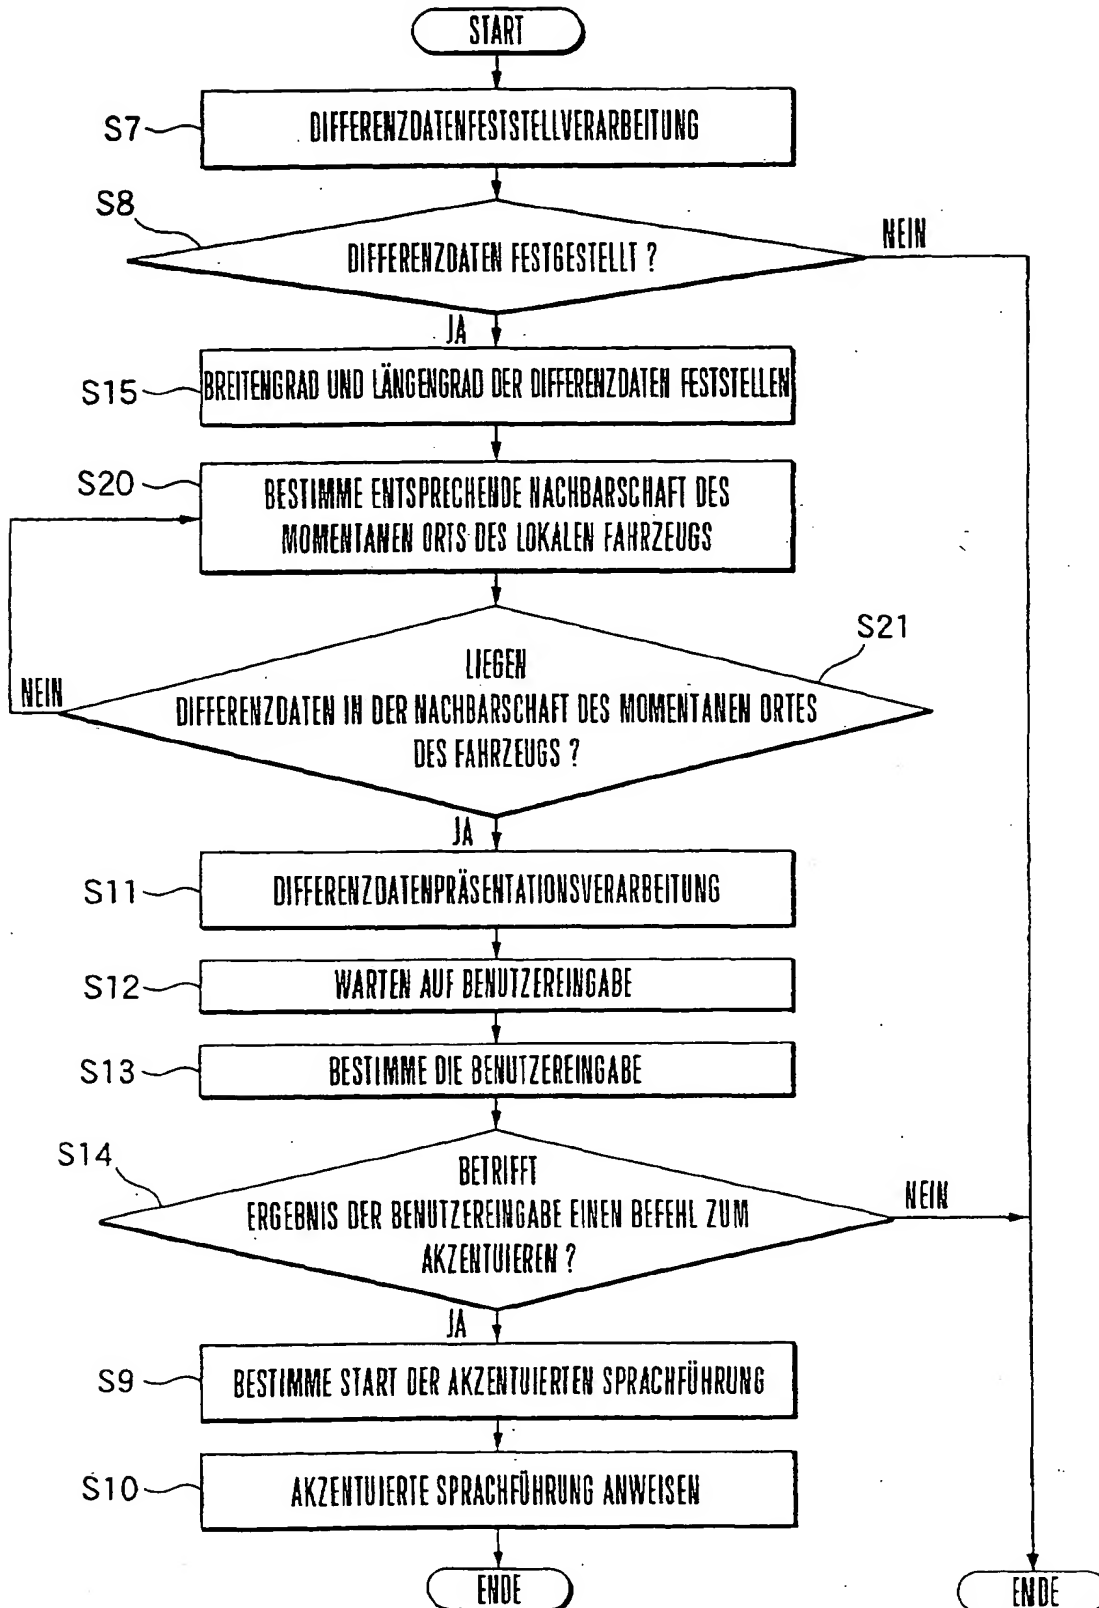 START
S7
DIFFERENZDATENFESTSTELLVERARBEITUNG
S8
DIFFERENZDATEN FESTGESTELLT ?
NEIN
JA
S15
BREITENGRAD UND LÄNGENGRAD DER DIFFERENZDATEN FESTSTELLEN
S20
BESTIMME ENTSPRECHENDE NACHBARSCHAFT DES
MOMENTANEN ORTS DES LOKALEN FAHRZEUGS
S21
LIEGEN
NEIN
DIFFERENZDATEN IN DER NACHBARSCHAFT DES MOMENTANEN ORTES
DES FAHRZEUGS ?
JA
S11
DIFFERENZDATENPRÄSENTATIONSVERARBEITUNG
S12
WARTEN AUF BENUTZEREINGABE
S13
BESTIMME DIE BENUTZEREINGABE
S14
BETRIFFT
NEIN
ERGEBNIS DER BENUTZEREINGABE EINEN BEFEHL ZUM
AKZENTUIEREN ?
JA
S9
BESTIMME START DER AKZENTUIERTEN SPRACHFÜHRUNG
S10
AKZENTUIERTE SPRACHFÜHRUNG ANWEISEN
ENDE
ENDE